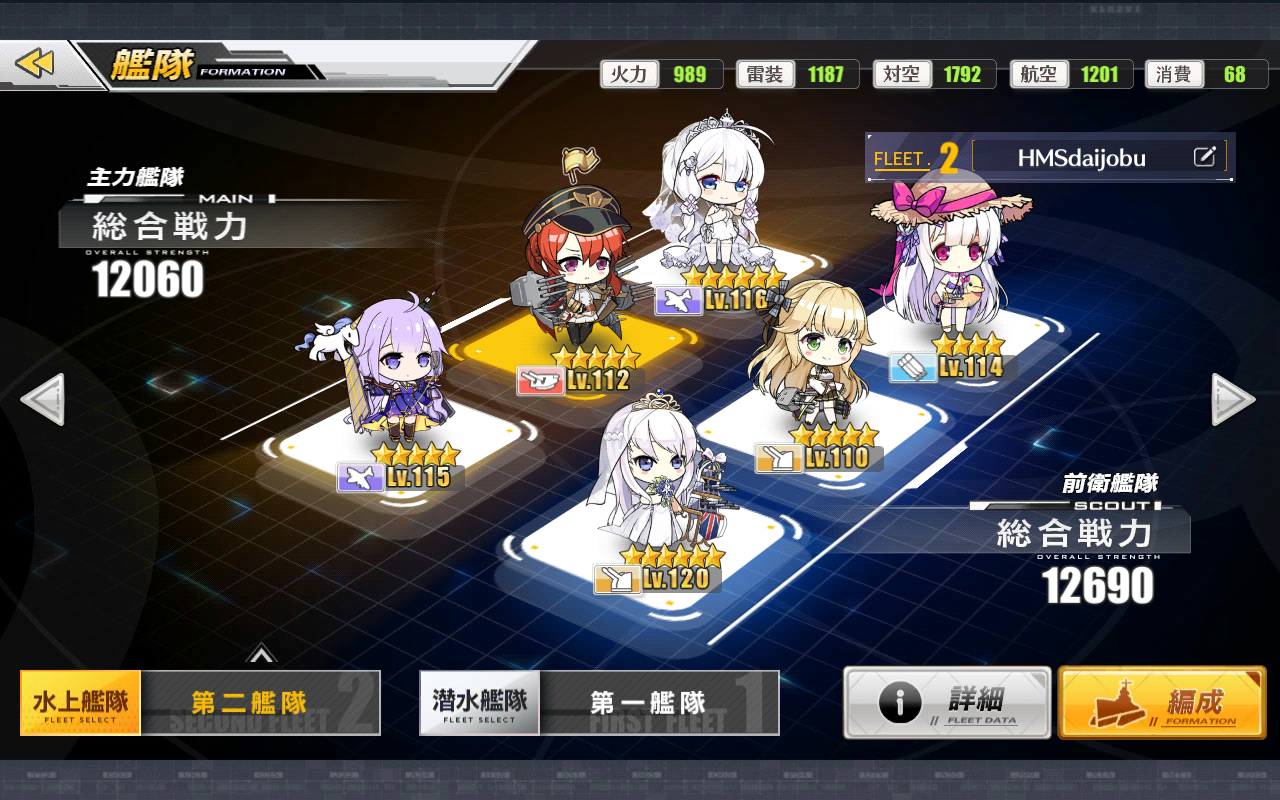 艦隊
FORMATION
火力 989 雷装 1187 対空 1792 航空 1201 消費 68
FLEET. 2 HMSdaijobu
主力艦隊
MAIN
総合戦力
OVERALL STRENGTH
12060
Lv.116
Lv.114
Lv.112
Lv.110
Lv.115
Lv.120
前衛艦隊
SCOUT
総合戦力
OVERALL STRENGTH
12690
水上艦隊
FLEET SELECT
第二艦隊
SECOND FLEET 2
潜水艦隊
FLEET SELECT
第一艦隊
FIRST FLEET 1
詳細
// FLEET DATA
編成
// FORMATION